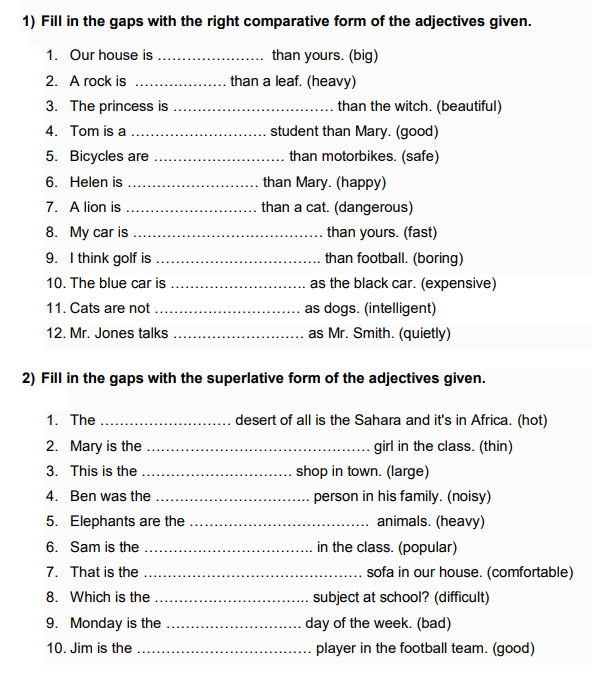 1) Fill in the gaps with the right comparative form of the adjectives given.
1. Our house is ........................ than yours. (big)
2. A rock is ..................... than a leaf. (heavy)
3. The princess is .................................... than the witch. (beautiful)
4. Tom is a .............................. student than Mary. (good)
5. Bicycles are ............................. than motorbikes. (safe)
6. Helen is ............................. than Mary. (happy)
7. A lion is ............................. than a cat. (dangerous)
8. My car is .......................................... than yours. (fast)
9. I think golf is ..................................... than football. (boring)
10. The blue car is .............................. as the black car. (expensive)
11. Cats are not ................................ as dogs. (intelligent)
12. Mr. Jones talks ............................. as Mr. Smith. (quietly)
2) Fill in the gaps with the superlative form of the adjectives given.
1. The ............................. desert of all is the Sahara and it's in Africa. (hot)
2. Mary is the .................................................. girl in the class. (thin)
3. This is the ................................. shop in town. (large)
4. Ben was the .................................. person in his family. (noisy)
5. Elephants are the ........................................ animals. (heavy)
6. Sam is the ..................................... in the class. (popular)
7. That is the ................................................ sofa in our house. (comfortable)
8. Which is the .................................. subject at school? (difficult)
9. Monday is the .............................. day of the week. (bad)
10. Jim is the ....................................... player in the football team. (good)